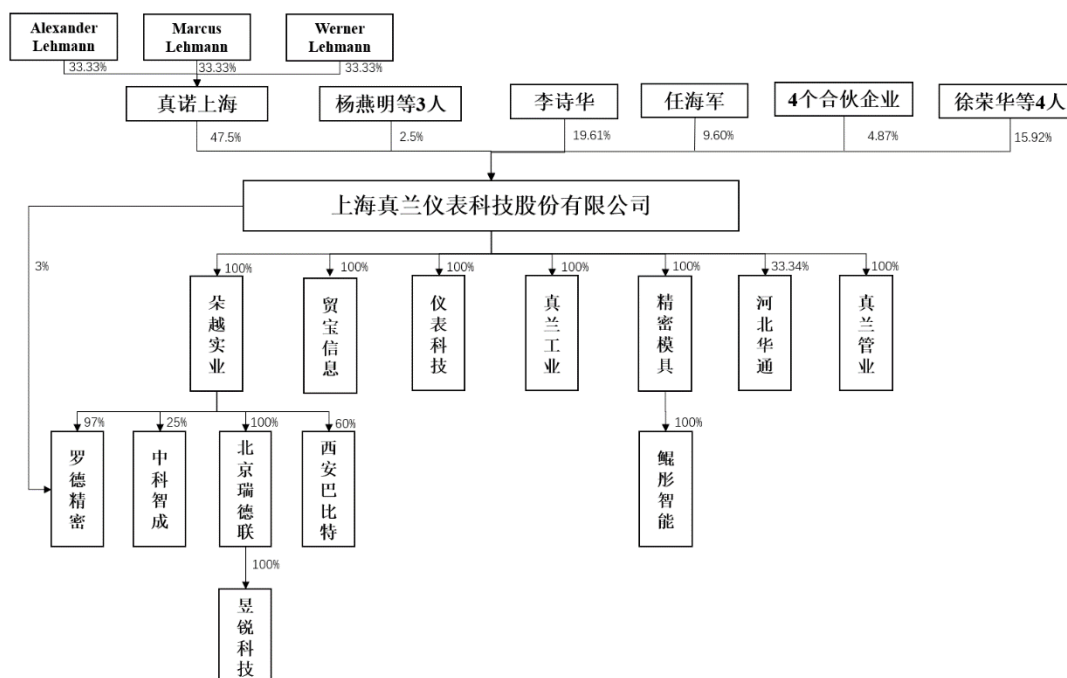 Alexander
Lehmann
Marcus
Lehmann
Werner
Lehmann
33.33%
33.33%
33.33%
真诺上海
杨燕明等3人
李诗华
任海军
4个合伙企业
徐荣华等4人
47.5%
2.5%
19.61%
9.60%
4.87%
15.92%
上海真兰仪表科技股份有限公司
3%
100%
100%
100%
100%
100%
33.34%
100%
朵越实业
贸宝信息
仪表科技
真兰工业
精密模具
河北华通
真兰管业
97%
25%
100%
60%
100%
罗德精密
中科智成
北京瑞德联
西安巴比特
鲲彤智能
100%
昱锐科技